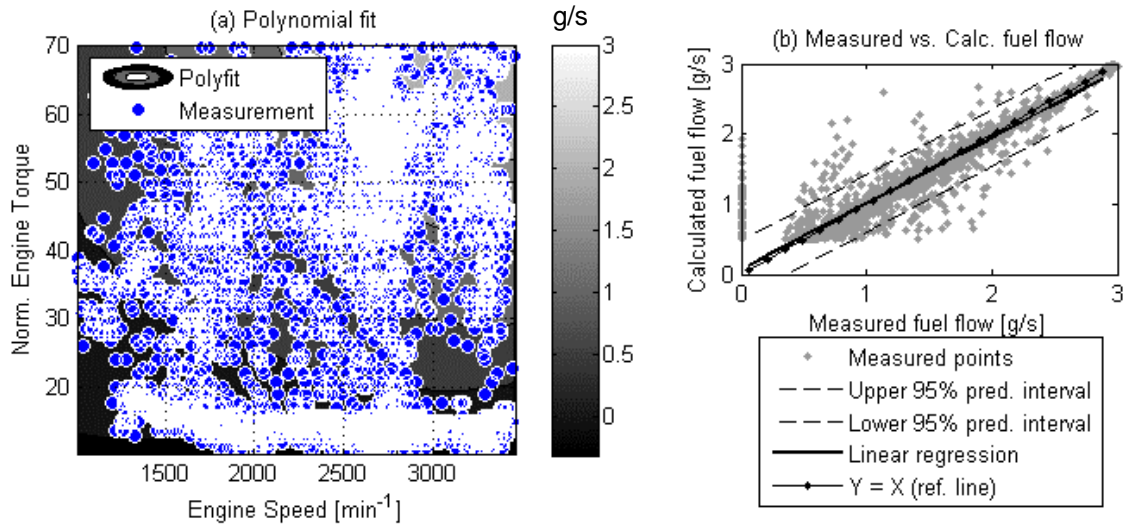 (a) Polynomial fit
g/s
70
60
50
40
30
20
Norm. Engine Torque
Polyfit
Measurement
1500
2000
2500
3000
Engine Speed [min⁻¹]
3
2.5
2
1.5
1
0.5
0
(b) Measured vs. Calc. fuel flow
Calculated fuel flow [g/s]
3
2
1
0
0
1
2
3
Measured fuel flow [g/s]
Measured points
Upper 95% pred. interval
Lower 95% pred. interval
Linear regression
Y = X (ref. line)